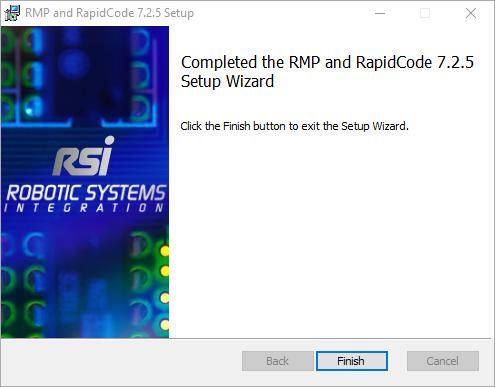 RMP and RapidCode 7.2.5 Setup
Completed the RMP and RapidCode 7.2.5
Setup Wizard
Click the Finish button to exit the Setup Wizard.
RSi
ROBOTIC SYSTEMS
INTEGRATION
Back
Finish
Cancel